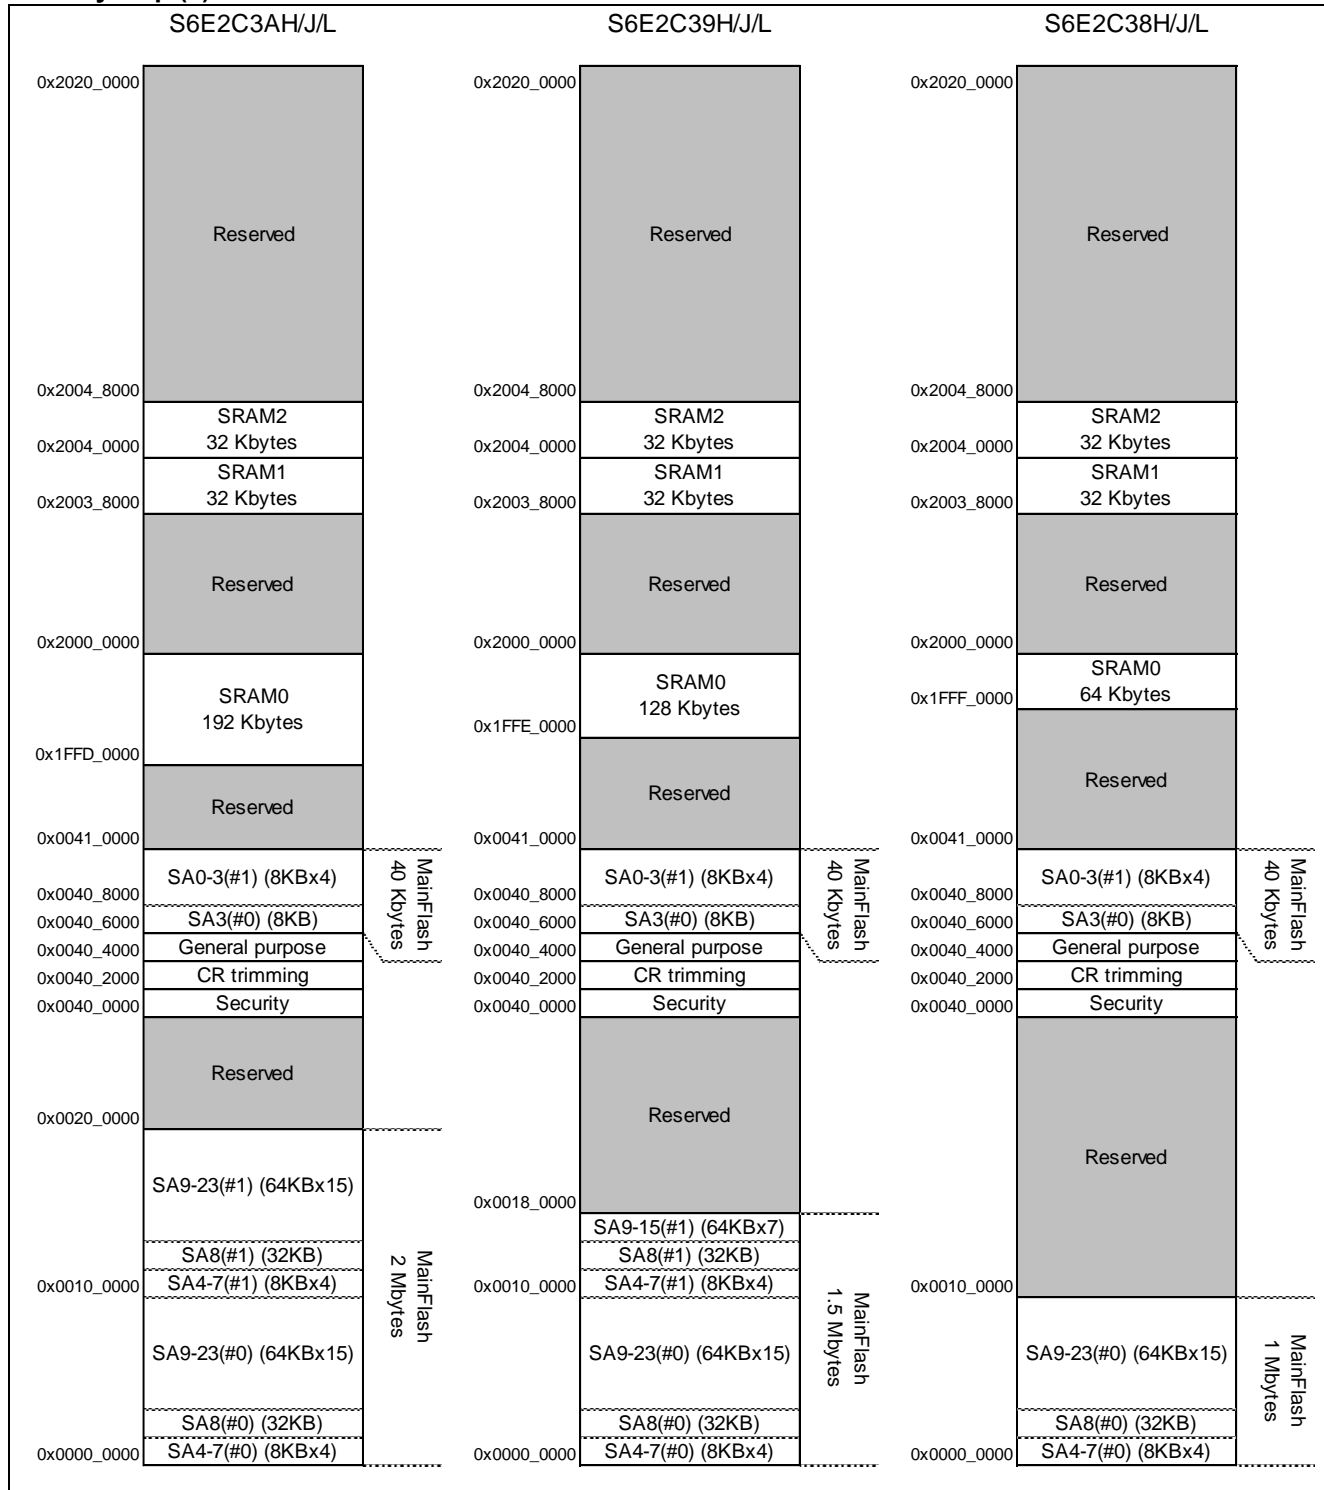 S6E2C3AH/J/L
0x2020_0000
Reserved
0x2004_8000
SRAM2
32 Kbytes
0x2004_0000
SRAM1
32 Kbytes
0x2003_8000
Reserved
0x2000_0000
SRAM0
192 Kbytes
0x1FFD_0000
Reserved
0x0041_0000
SA0-3(#1) (8KBx4)
0x0040_8000
SA3(#0) (8KB)
0x0040_6000
General purpose
0x0040_4000
CR trimming
0x0040_2000
Security
0x0040_0000
MainFlash
40 Kbytes
Reserved
0x0020_0000
SA9-23(#1) (64KBx15)
SA8(#1) (32KB)
SA4-7(#1) (8KBx4)
0x0010_0000
SA9-23(#0) (64KBx15)
SA8(#0) (32KB)
SA4-7(#0) (8KBx4)
0x0000_0000
MainFlash
2 Mbytes
S6E2C39H/J/L
0x2020_0000
Reserved
0x2004_8000
SRAM2
32 Kbytes
0x2004_0000
SRAM1
32 Kbytes
0x2003_8000
Reserved
0x2000_0000
SRAM0
128 Kbytes
0x1FFE_0000
Reserved
0x0041_0000
SA0-3(#1) (8KBx4)
0x0040_8000
SA3(#0) (8KB)
0x0040_6000
General purpose
0x0040_4000
CR trimming
0x0040_2000
Security
0x0040_0000
MainFlash
40 Kbytes
Reserved
0x0018_0000
SA9-15(#1) (64KBx7)
SA8(#1) (32KB)
SA4-7(#1) (8KBx4)
0x0010_0000
SA9-23(#0) (64KBx15)
SA8(#0) (32KB)
SA4-7(#0) (8KBx4)
0x0000_0000
MainFlash
1.5 Mbytes
S6E2C38H/J/L
0x2020_0000
Reserved
0x2004_8000
SRAM2
32 Kbytes
0x2004_0000
SRAM1
32 Kbytes
0x2003_8000
Reserved
0x2000_0000
SRAM0
64 Kbytes
0x1FFF_0000
Reserved
0x0041_0000
SA0-3(#1) (8KBx4)
0x0040_8000
SA3(#0) (8KB)
0x0040_6000
General purpose
0x0040_4000
CR trimming
0x0040_2000
Security
0x0040_0000
MainFlash
40 Kbytes
Reserved
0x0010_0000
SA9-23(#0) (64KBx15)
SA8(#0) (32KB)
SA4-7(#0) (8KBx4)
0x0000_0000
MainFlash
1 Mbytes